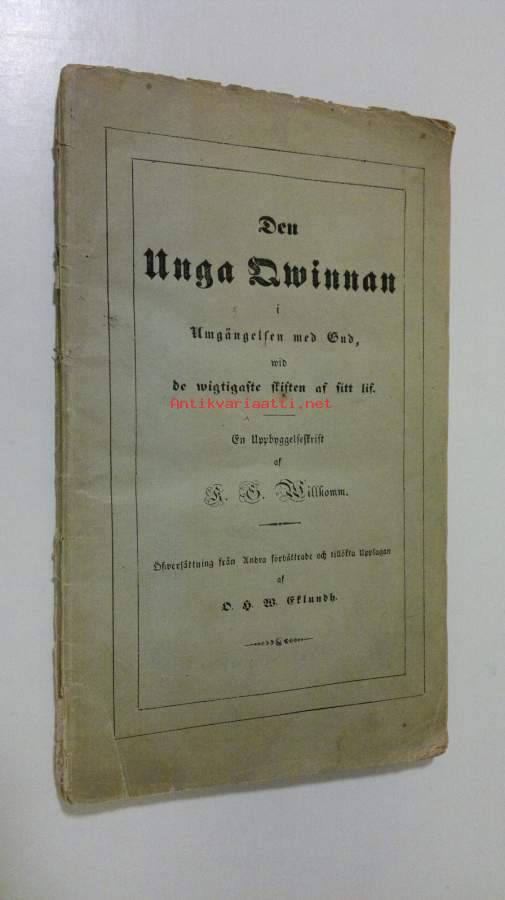 Den
Unga Qwinnan
i
Umgängelsen med Gud,
wid
de wigtigaste skiften af sitt lif.
Antikvariaatti.net
En Uppbyggelseskrift
af
K. G. Willkomm.
Öfwersättning från Andra förbättrade och tillökta Upplagan
af
O. H. W. Eklundh.